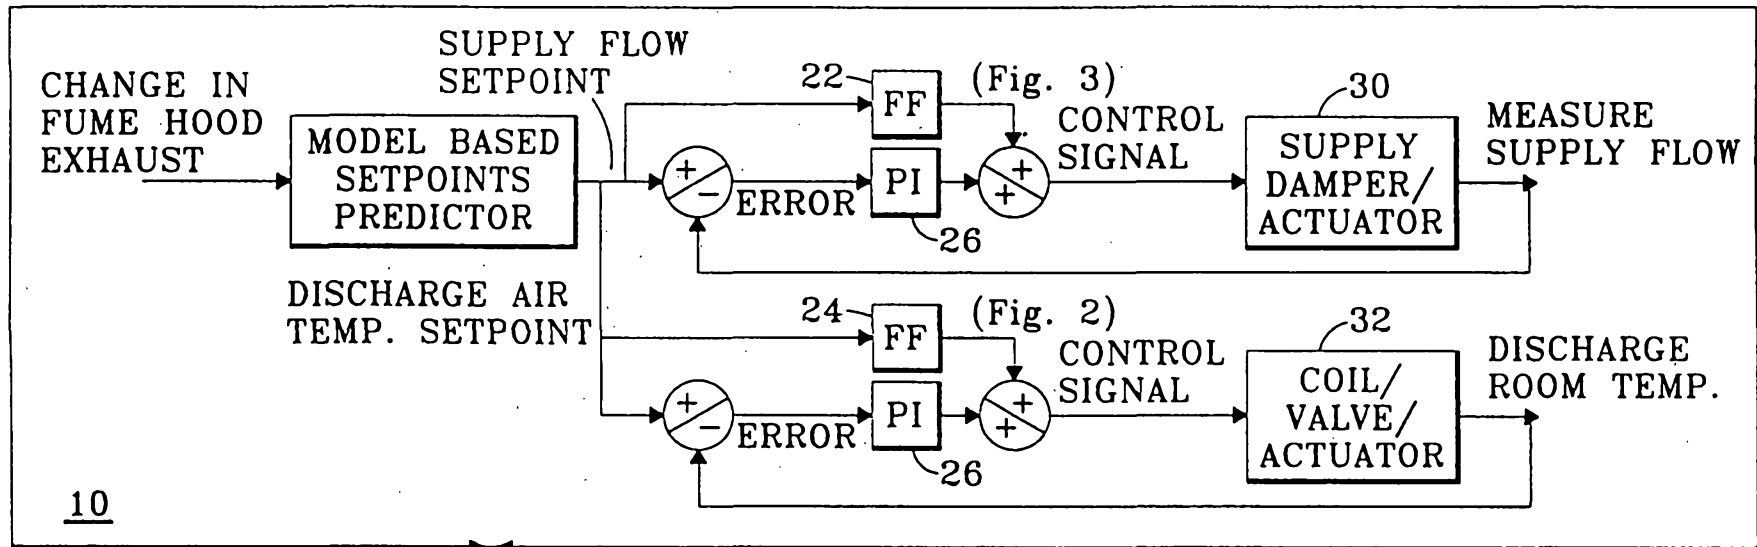 SUPPLY FLOW
SETPOINT
CHANGE IN
FUME HOOD
EXHAUST
MODEL BASED
SETPOINTS
PREDICTOR
22
FF
(Fig. 3)
CONTROL
SIGNAL
30
SUPPLY
DAMPER/
ACTUATOR
MEASURE
SUPPLY FLOW
+
-
ERROR
PI
26
+
+
DISCHARGE AIR
TEMP. SETPOINT
24
FF
(Fig. 2)
CONTROL
SIGNAL
32
COIL/
VALVE/
ACTUATOR
DISCHARGE
ROOM TEMP.
+
-
ERROR
PI
26
+
+
10